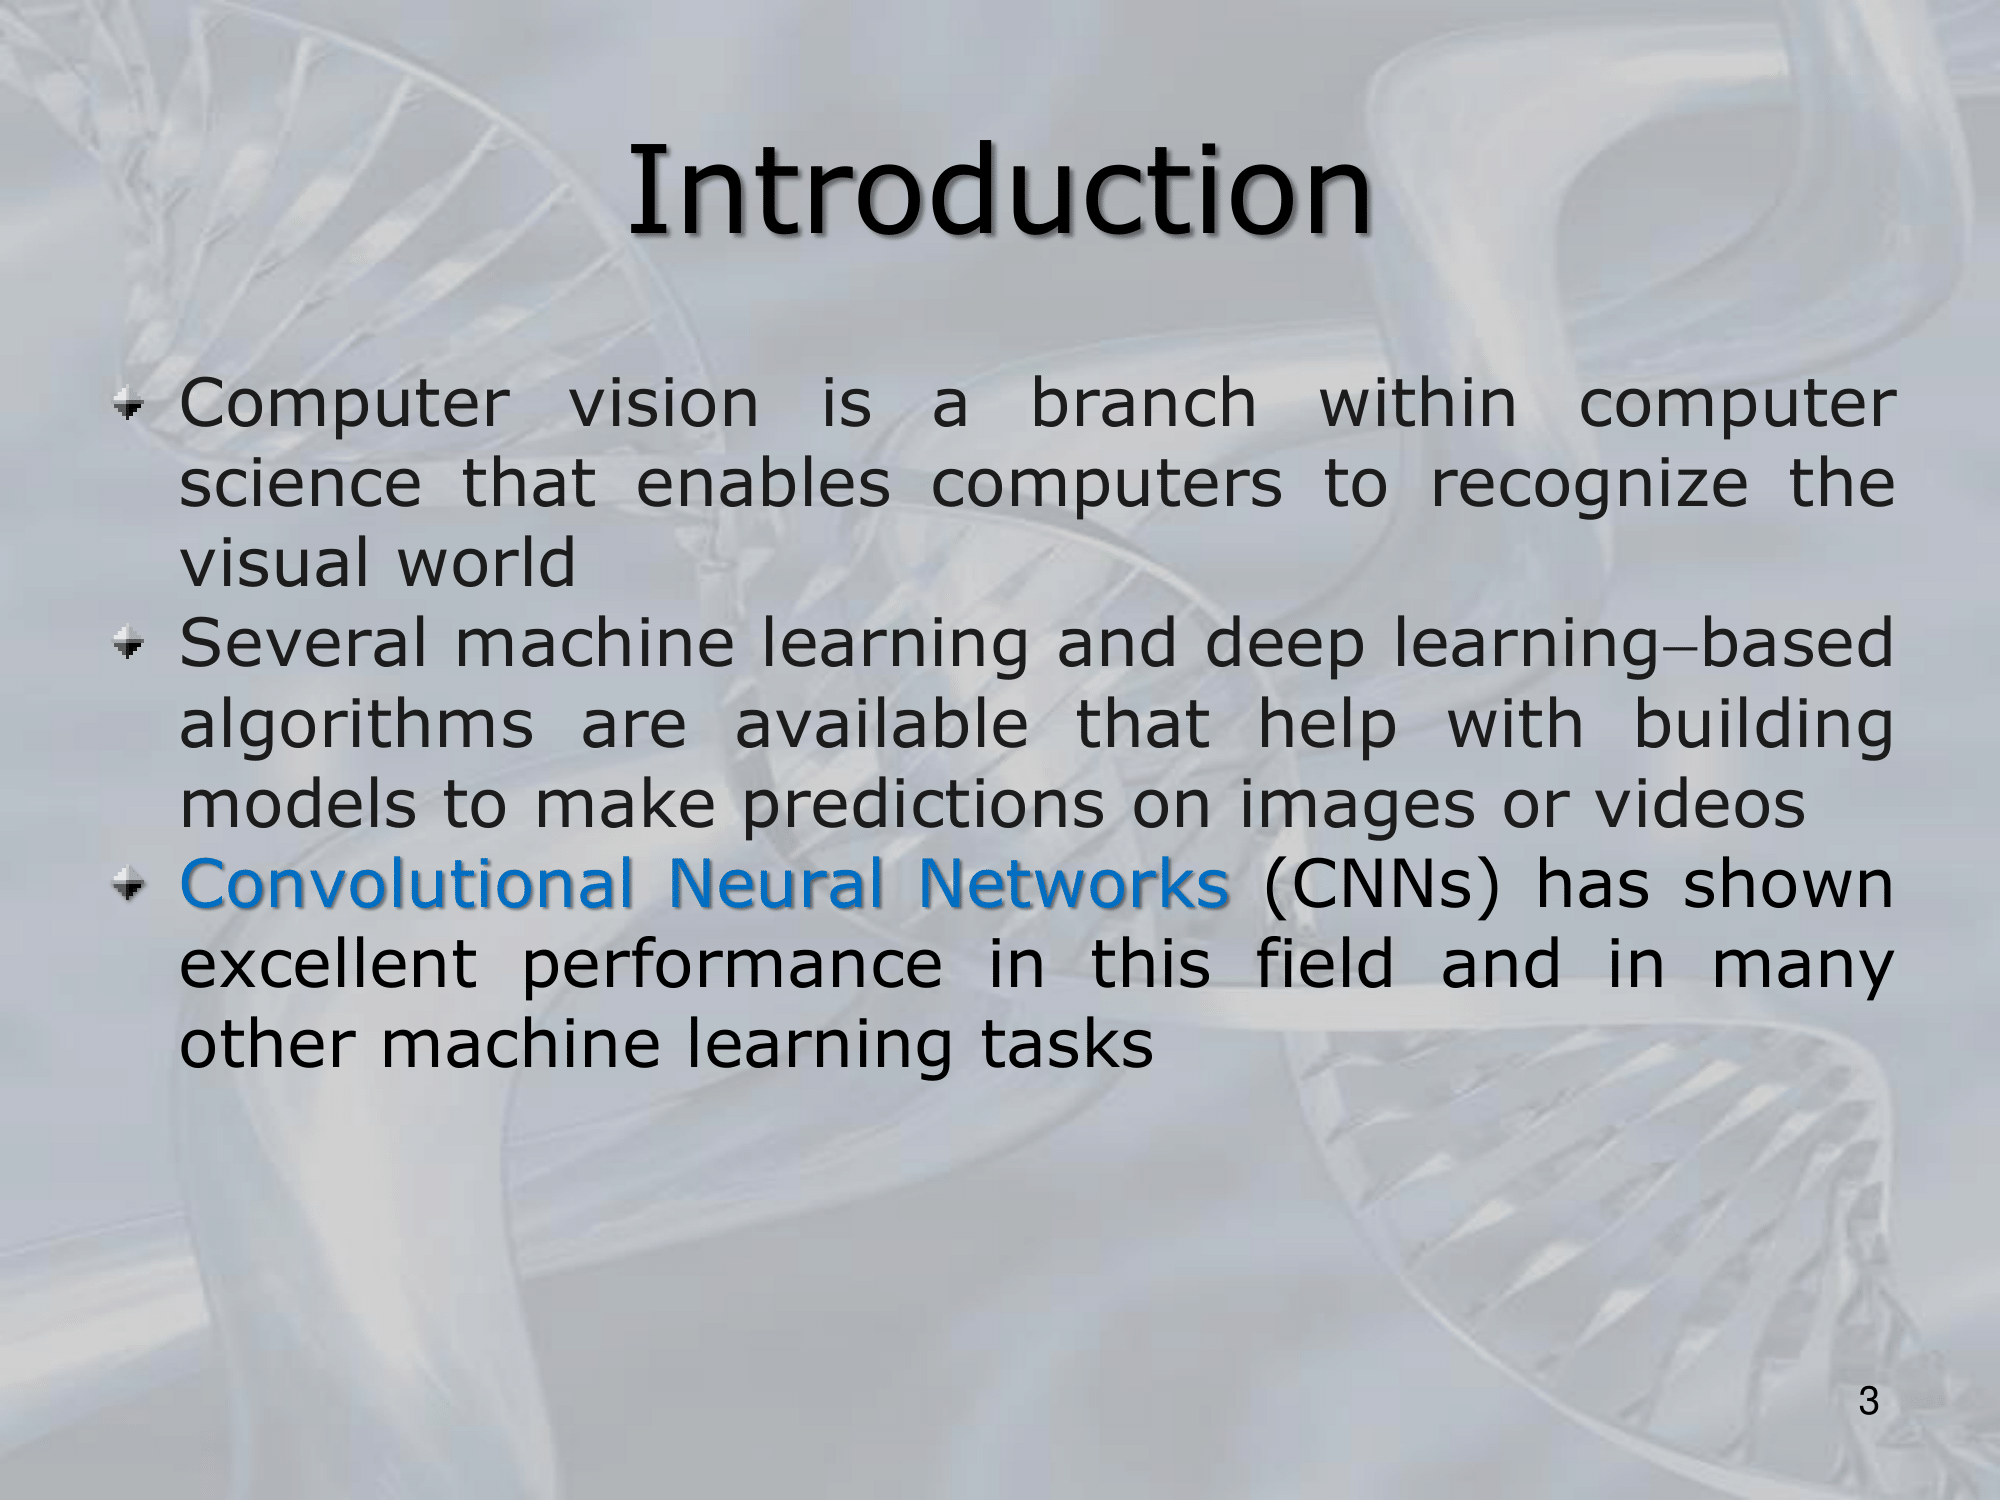 Introduction
Computer vision is a branch within computer
science that enables computers to recognize the
visual world
Several machine learning and deep learning–based
algorithms are available that help with building
models to make predictions on images or videos
Convolutional Neural Networks (CNNs) has shown
excellent performance in this field and in many
other machine learning tasks
3